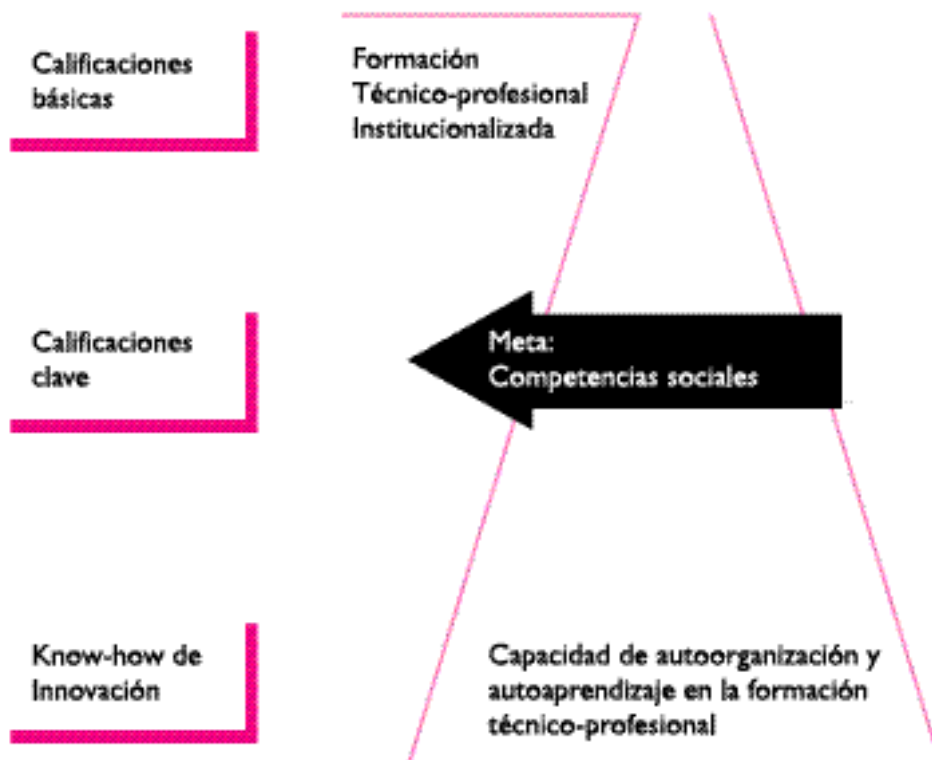 Calificaciones
básicas
Formación
Técnico-profesional
Institucionalizada
Calificaciones
clave
Meta:
Competencias sociales
Know-how de
Innovación
Capacidad de autoorganización y
autoaprendizaje en la formación
técnico-profesional